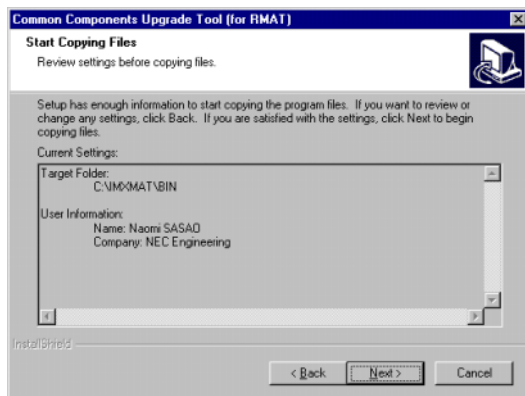 Common Components Upgrade Tool (for RMAT)
Start Copying Files
Review settings before copying files.
Setup has enough information to start copying the program files. If you want to review or
change any settings, click Back. If you are satisfied with the settings, click Next to begin
copying files.
Current Settings:
Target Folder:
C:\IMXMAT\BIN
User Information:
Name: Naomi SASAO
Company: NEC Engineering
InstallShield
< Back
Next >
Cancel